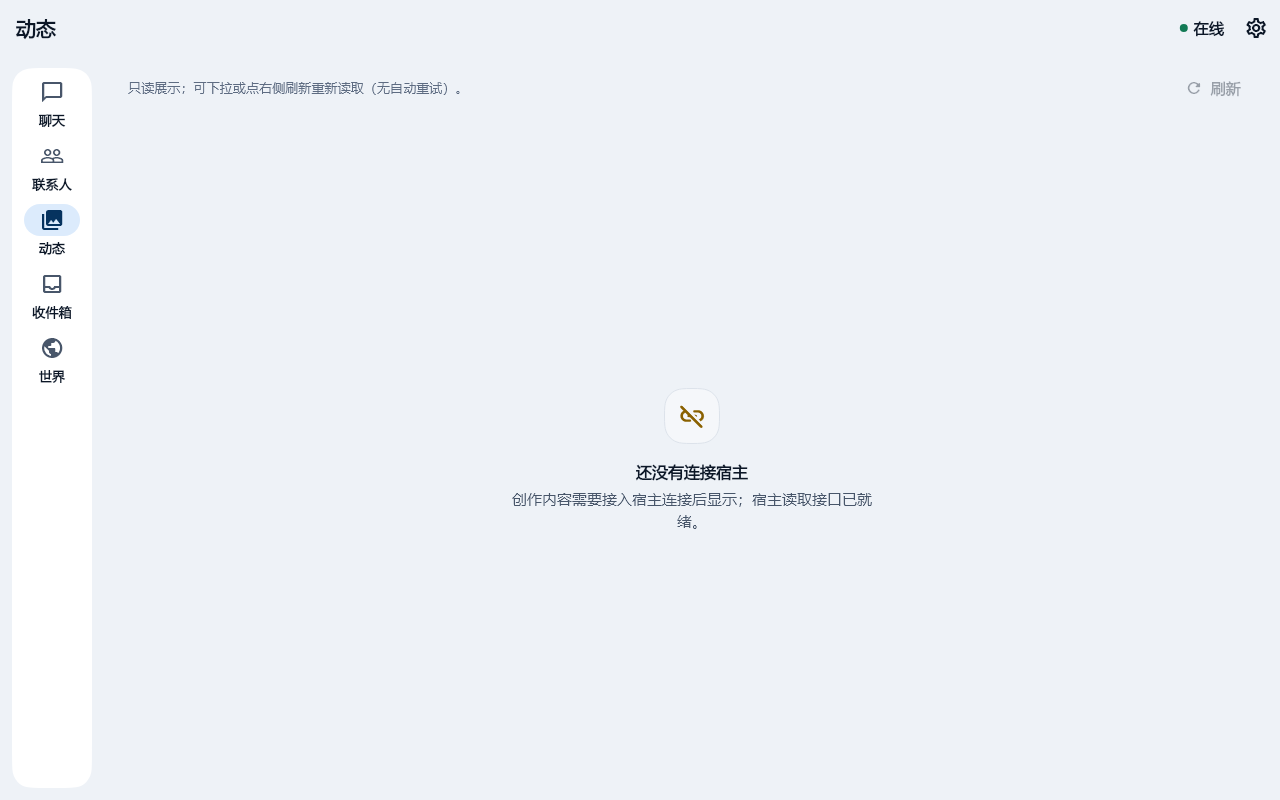 动态
在线
聊天
联系人
动态
收件箱
世界
只读展示；可下拉或点右侧刷新重新读取（无自动重试）。
刷新
还没有连接宿主
创作内容需要接入宿主连接后显示；宿主读取接口已就
绪。